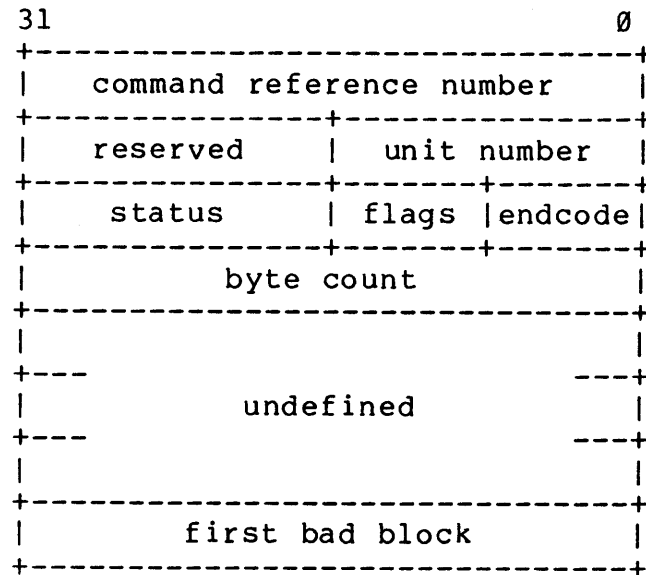 31 Ø
+-------------------------------+
| command reference number |
+---------------+---------------+
| reserved | unit number |
+---------------+-------+-------+
| status | flags |endcode|
+---------------+-------+-------+
| byte count |
+-------------------------------+
| |
+--- ---+
| undefined |
+--- ---+
| |
+-------------------------------+
| first bad block |
+-------------------------------+